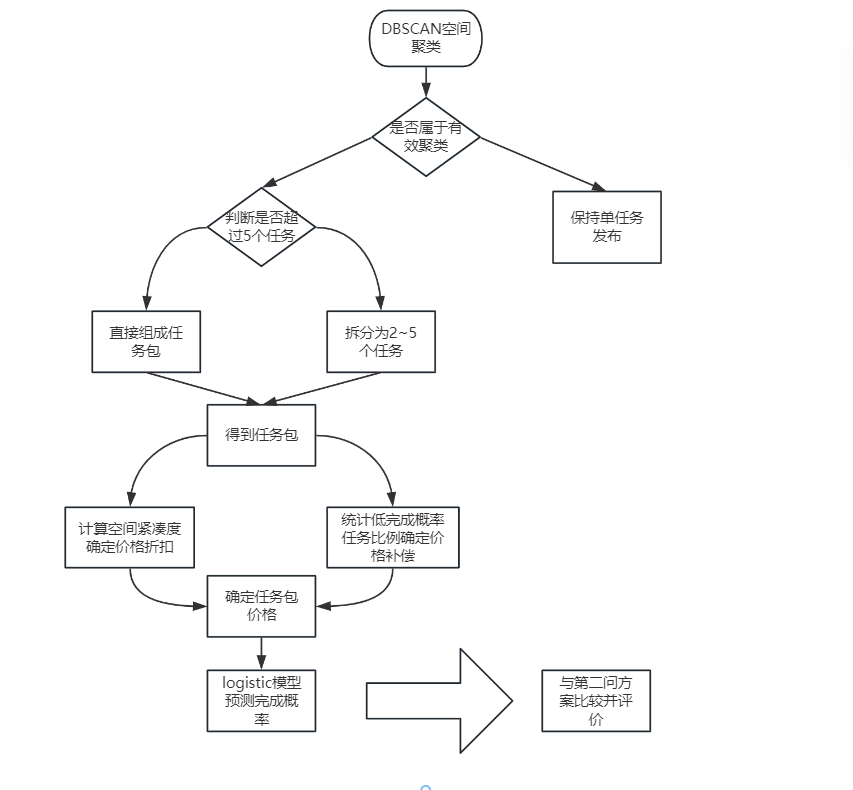 DBSCAN空间
聚类
是否属于有
效聚类
判断是否超
过5个任务
保持单任务
发布
直接组成任
务包
拆分为2~5
个任务
得到任务包
计算空间紧凑度
确定价格折扣
统计低完成概率
任务比例确定价
格补偿
确定任务包
价格
logistic模型
预测完成概
率
与第二问方
案比较并评
价